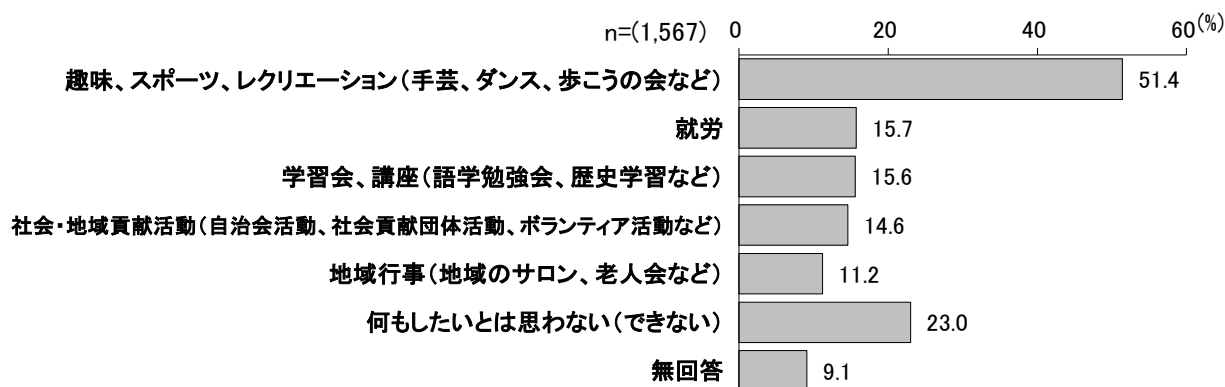 n=(1,567) 0 20 40 60 (%)
趣味、スポーツ、レクリエーション(手芸、ダンス、歩こうの会など) 51.4
就労 15.7
学習会、講座(語学勉強会、歴史学習など) 15.6
社会・地域貢献活動(自治会活動、社会貢献団体活動、ボランティア活動など) 14.6
地域行事(地域のサロン、老人会など) 11.2
何もしたいとは思わない(できない) 23.0
無回答 9.1